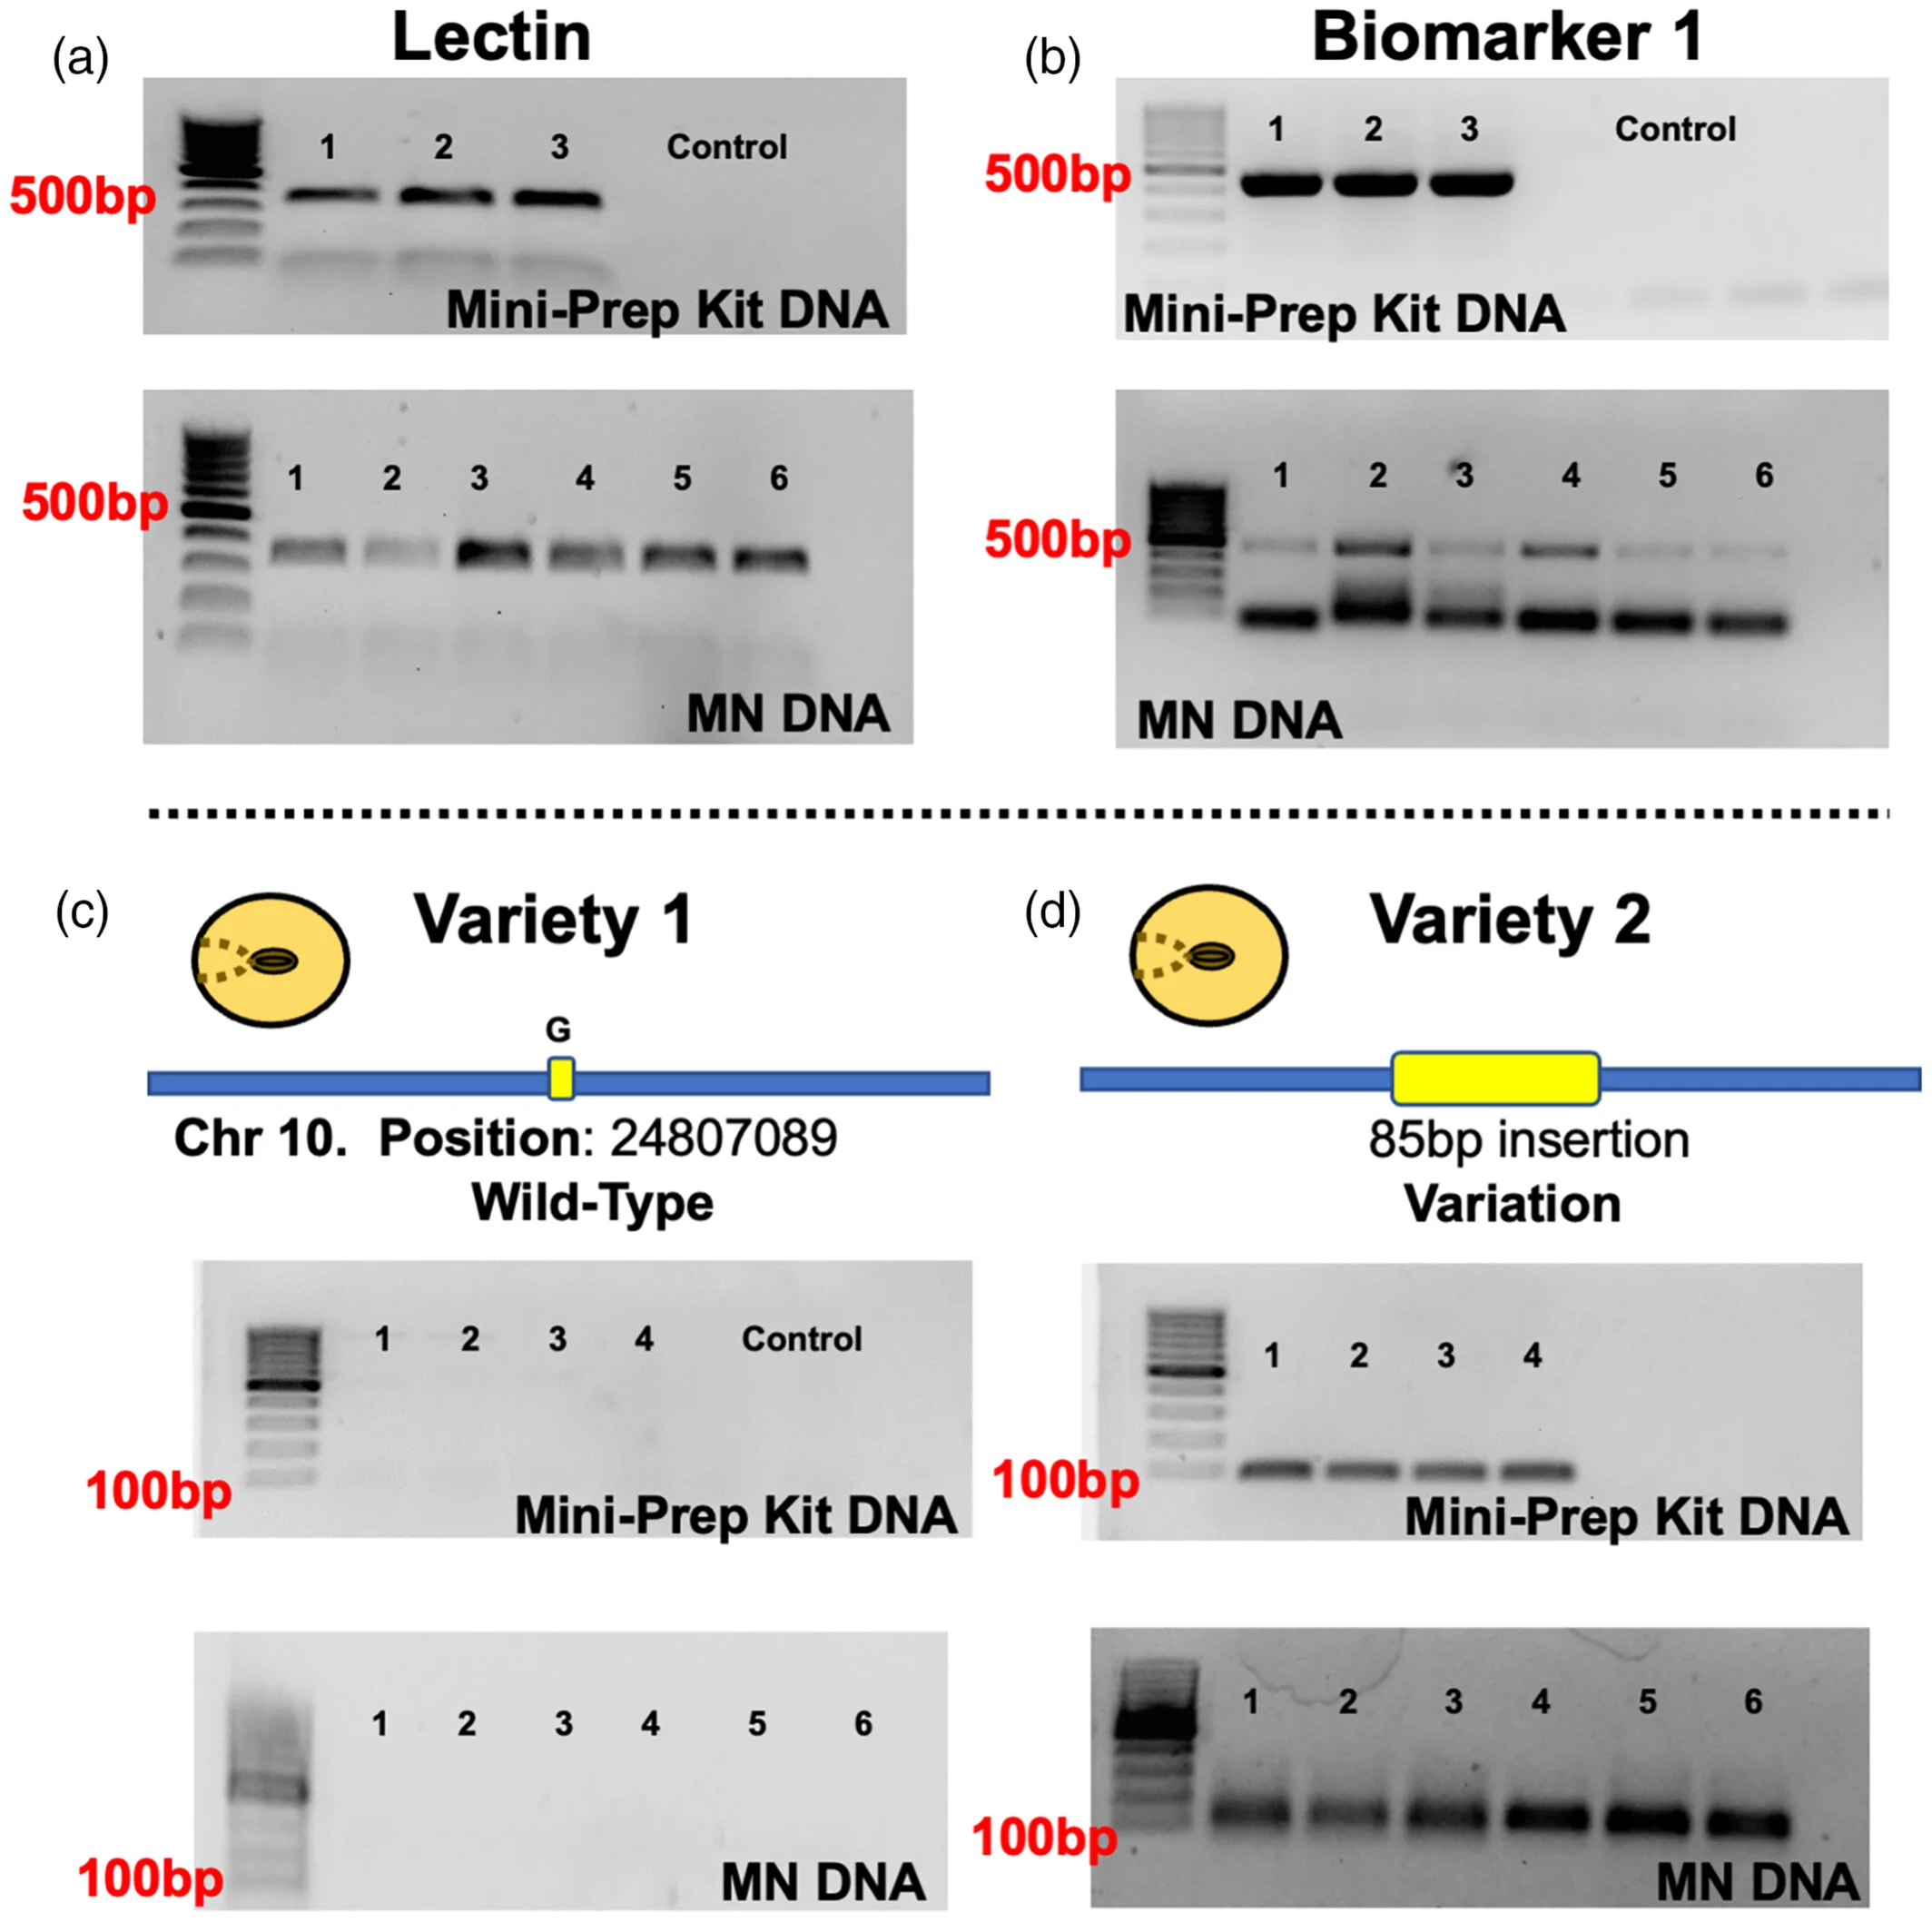 (a) Lectin
1 2 3 Control
500bp
Mini-Prep Kit DNA
1 2 3 4 5 6
500bp
MN DNA
(b) Biomarker 1
1 2 3 Control
500bp
Mini-Prep Kit DNA
1 2 3 4 5 6
500bp
MN DNA
(c) Variety 1
G
Chr 10. Position: 24807089
Wild-Type
1 2 3 4 Control
100bp
Mini-Prep Kit DNA
1 2 3 4 5 6
100bp
MN DNA
(d) Variety 2
85bp insertion
Variation
1 2 3 4
100bp
Mini-Prep Kit DNA
1 2 3 4 5 6
100bp
MN DNA